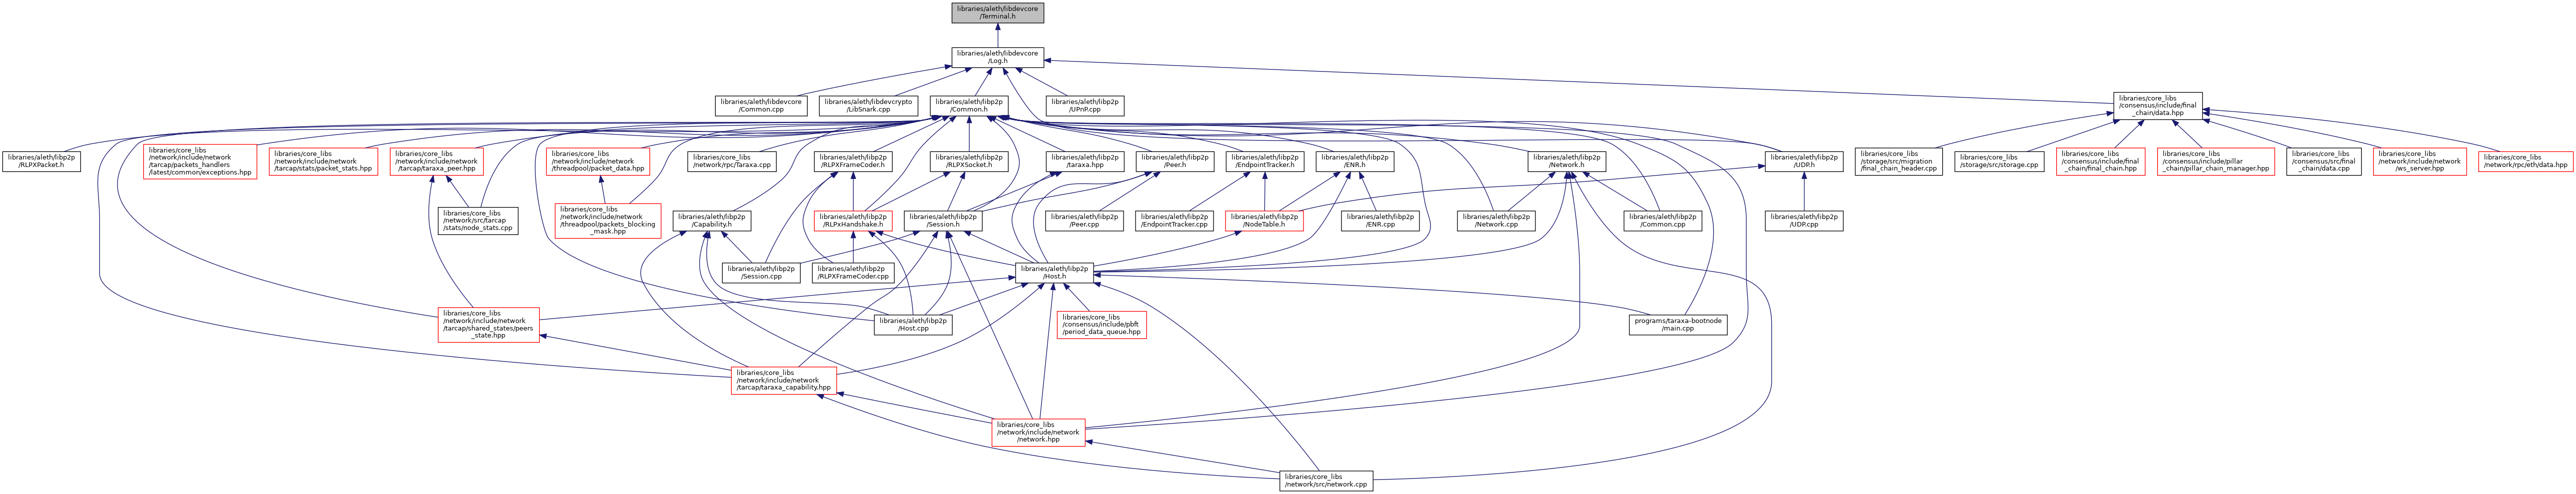 libraries/aleth/libdevcore
/Terminal.h
libraries/aleth/libdevcore
/Log.h
libraries/aleth/libdevcore
/Common.cpp
libraries/aleth/libdevcrypto
/LibSnark.cpp
libraries/aleth/libp2p
/Common.h
libraries/aleth/libp2p
/UPnP.cpp
libraries/core_libs
/consensus/include/final
_chain/data.hpp
libraries/aleth/libp2p
/RLPXPacket.h
libraries/core_libs
/network/include/network
/tarcap/packets_handlers
/latest/common/exceptions.hpp
libraries/core_libs
/network/include/network
/tarcap/stats/packet_stats.hpp
libraries/core_libs
/network/include/network
/tarcap/taraxa_peer.hpp
libraries/core_libs
/network/include/network
/threadpool/packet_data.hpp
libraries/core_libs
/network/rpc/Taraxa.cpp
libraries/aleth/libp2p
/RLPXFrameCoder.h
libraries/aleth/libp2p
/RLPXSocket.h
libraries/aleth/libp2p
/taraxa.hpp
libraries/aleth/libp2p
/Peer.h
libraries/aleth/libp2p
/EndpointTracker.h
libraries/aleth/libp2p
/ENR.h
libraries/aleth/libp2p
/Network.h
libraries/aleth/libp2p
/UDP.h
libraries/core_libs
/storage/src/migration
/final_chain_header.cpp
libraries/core_libs
/storage/src/storage.cpp
libraries/core_libs
/consensus/include/final
_chain/final_chain.hpp
libraries/core_libs
/consensus/include/pillar
_chain/pillar_chain_manager.hpp
libraries/core_libs
/consensus/src/final
_chain/data.cpp
libraries/core_libs
/network/include/network
/ws_server.hpp
libraries/core_libs
/network/rpc/eth/data.hpp
libraries/core_libs
/network/src/tarcap
/stats/node_stats.cpp
libraries/core_libs
/network/include/network
/threadpool/packets_blocking
_mask.hpp
libraries/aleth/libp2p
/Capability.h
libraries/aleth/libp2p
/RLPxHandshake.h
libraries/aleth/libp2p
/Session.h
libraries/aleth/libp2p
/Peer.cpp
libraries/aleth/libp2p
/EndpointTracker.cpp
libraries/aleth/libp2p
/NodeTable.h
libraries/aleth/libp2p
/ENR.cpp
libraries/aleth/libp2p
/Network.cpp
libraries/aleth/libp2p
/Common.cpp
libraries/aleth/libp2p
/UDP.cpp
libraries/aleth/libp2p
/Session.cpp
libraries/aleth/libp2p
/RLPXFrameCoder.cpp
libraries/aleth/libp2p
/Host.h
libraries/core_libs
/network/include/network
/tarcap/shared_states/peers
_state.hpp
libraries/aleth/libp2p
/Host.cpp
libraries/core_libs
/consensus/include/pbft
/period_data_queue.hpp
programs/taraxa-bootnode
/main.cpp
libraries/core_libs
/network/include/network
/tarcap/taraxa_capability.hpp
libraries/core_libs
/network/include/network
/network.hpp
libraries/core_libs
/network/src/network.cpp